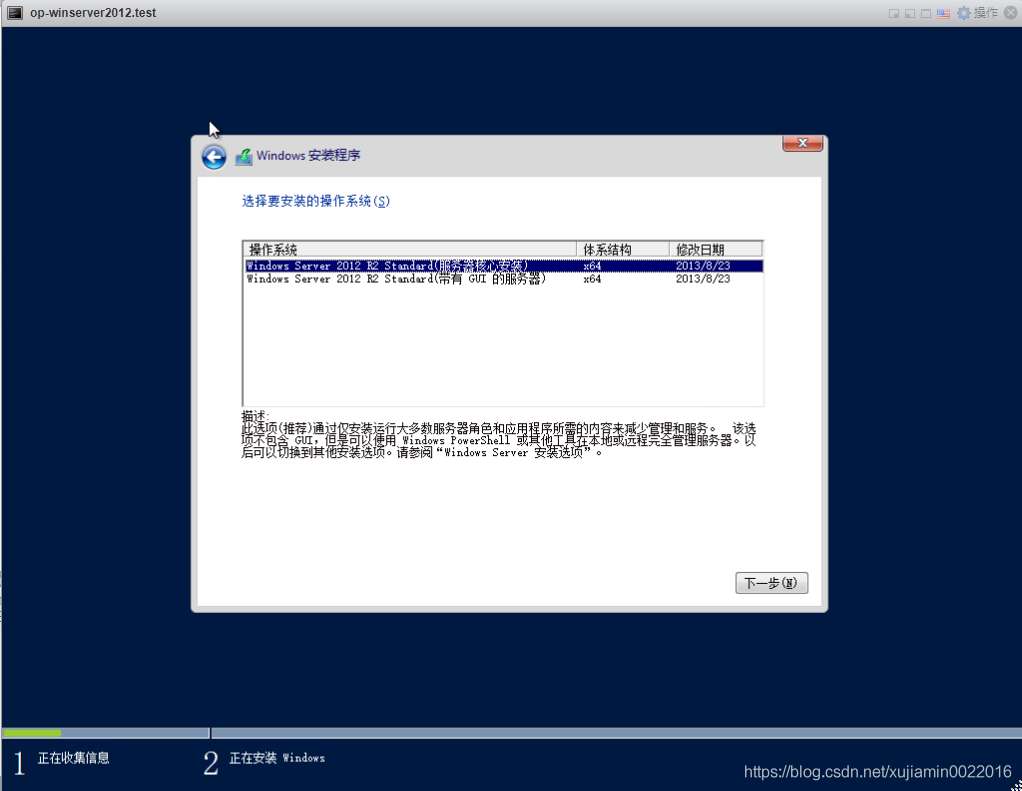 op-winserver2012.test
操作
Windows 安装程序
选择要安装的操作系统(S)
操作系统 体系结构 修改日期
Windows Server 2012 R2 Standard(服务器核心安装) x64 2013/8/23
Windows Server 2012 R2 Standard(带有 GUI 的服务器) x64 2013/8/23
描述:
此选项(推荐)通过仅安装运行大多数服务器角色和应用程序所需的内容来减少管理和服务。 该选
项不包含 GUI，但是可以使用 Windows PowerShell 或其他工具在本地或远程完全管理服务器。以
后可以切换到其他安装选项。请参阅“Windows Server 安装选项”。
下一步(N)
1 正在收集信息 2 正在安装 Windows
https://blog.csdn.net/xujiamin0022016